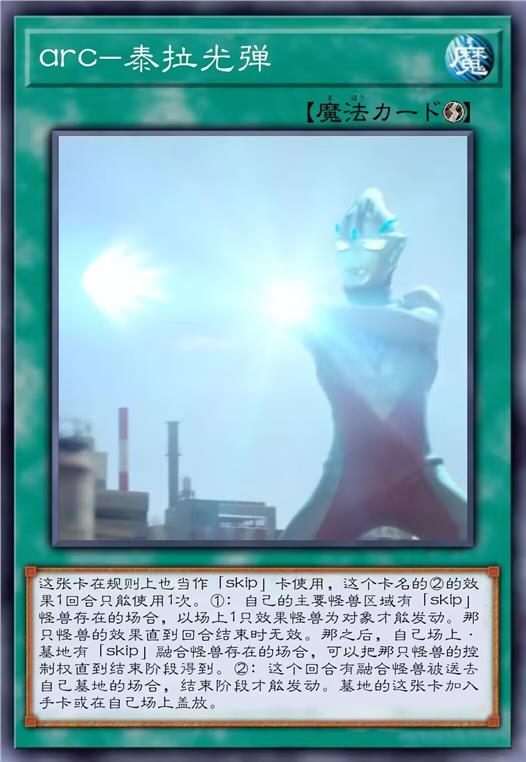 arc-泰拉光弹
魔
まほう
【魔法カード】
这张卡在规则上也当作「skip」卡使用，这个卡名的②的效
果1回合只能使用1次。①：自己的主要怪兽区域有「skip」
怪兽存在的场合，以场上1只效果怪兽为对象才能发动。那
只怪兽的效果直到回合结束时无效。那之后，自己场上·
墓地有「skip」融合怪兽存在的场合，可以把那只怪兽的控
制权直到结束阶段得到。②：这个回合有融合怪兽被送去
自己墓地的场合，结束阶段才能发动。墓地的这张卡加入
手卡或在自己场上盖放。